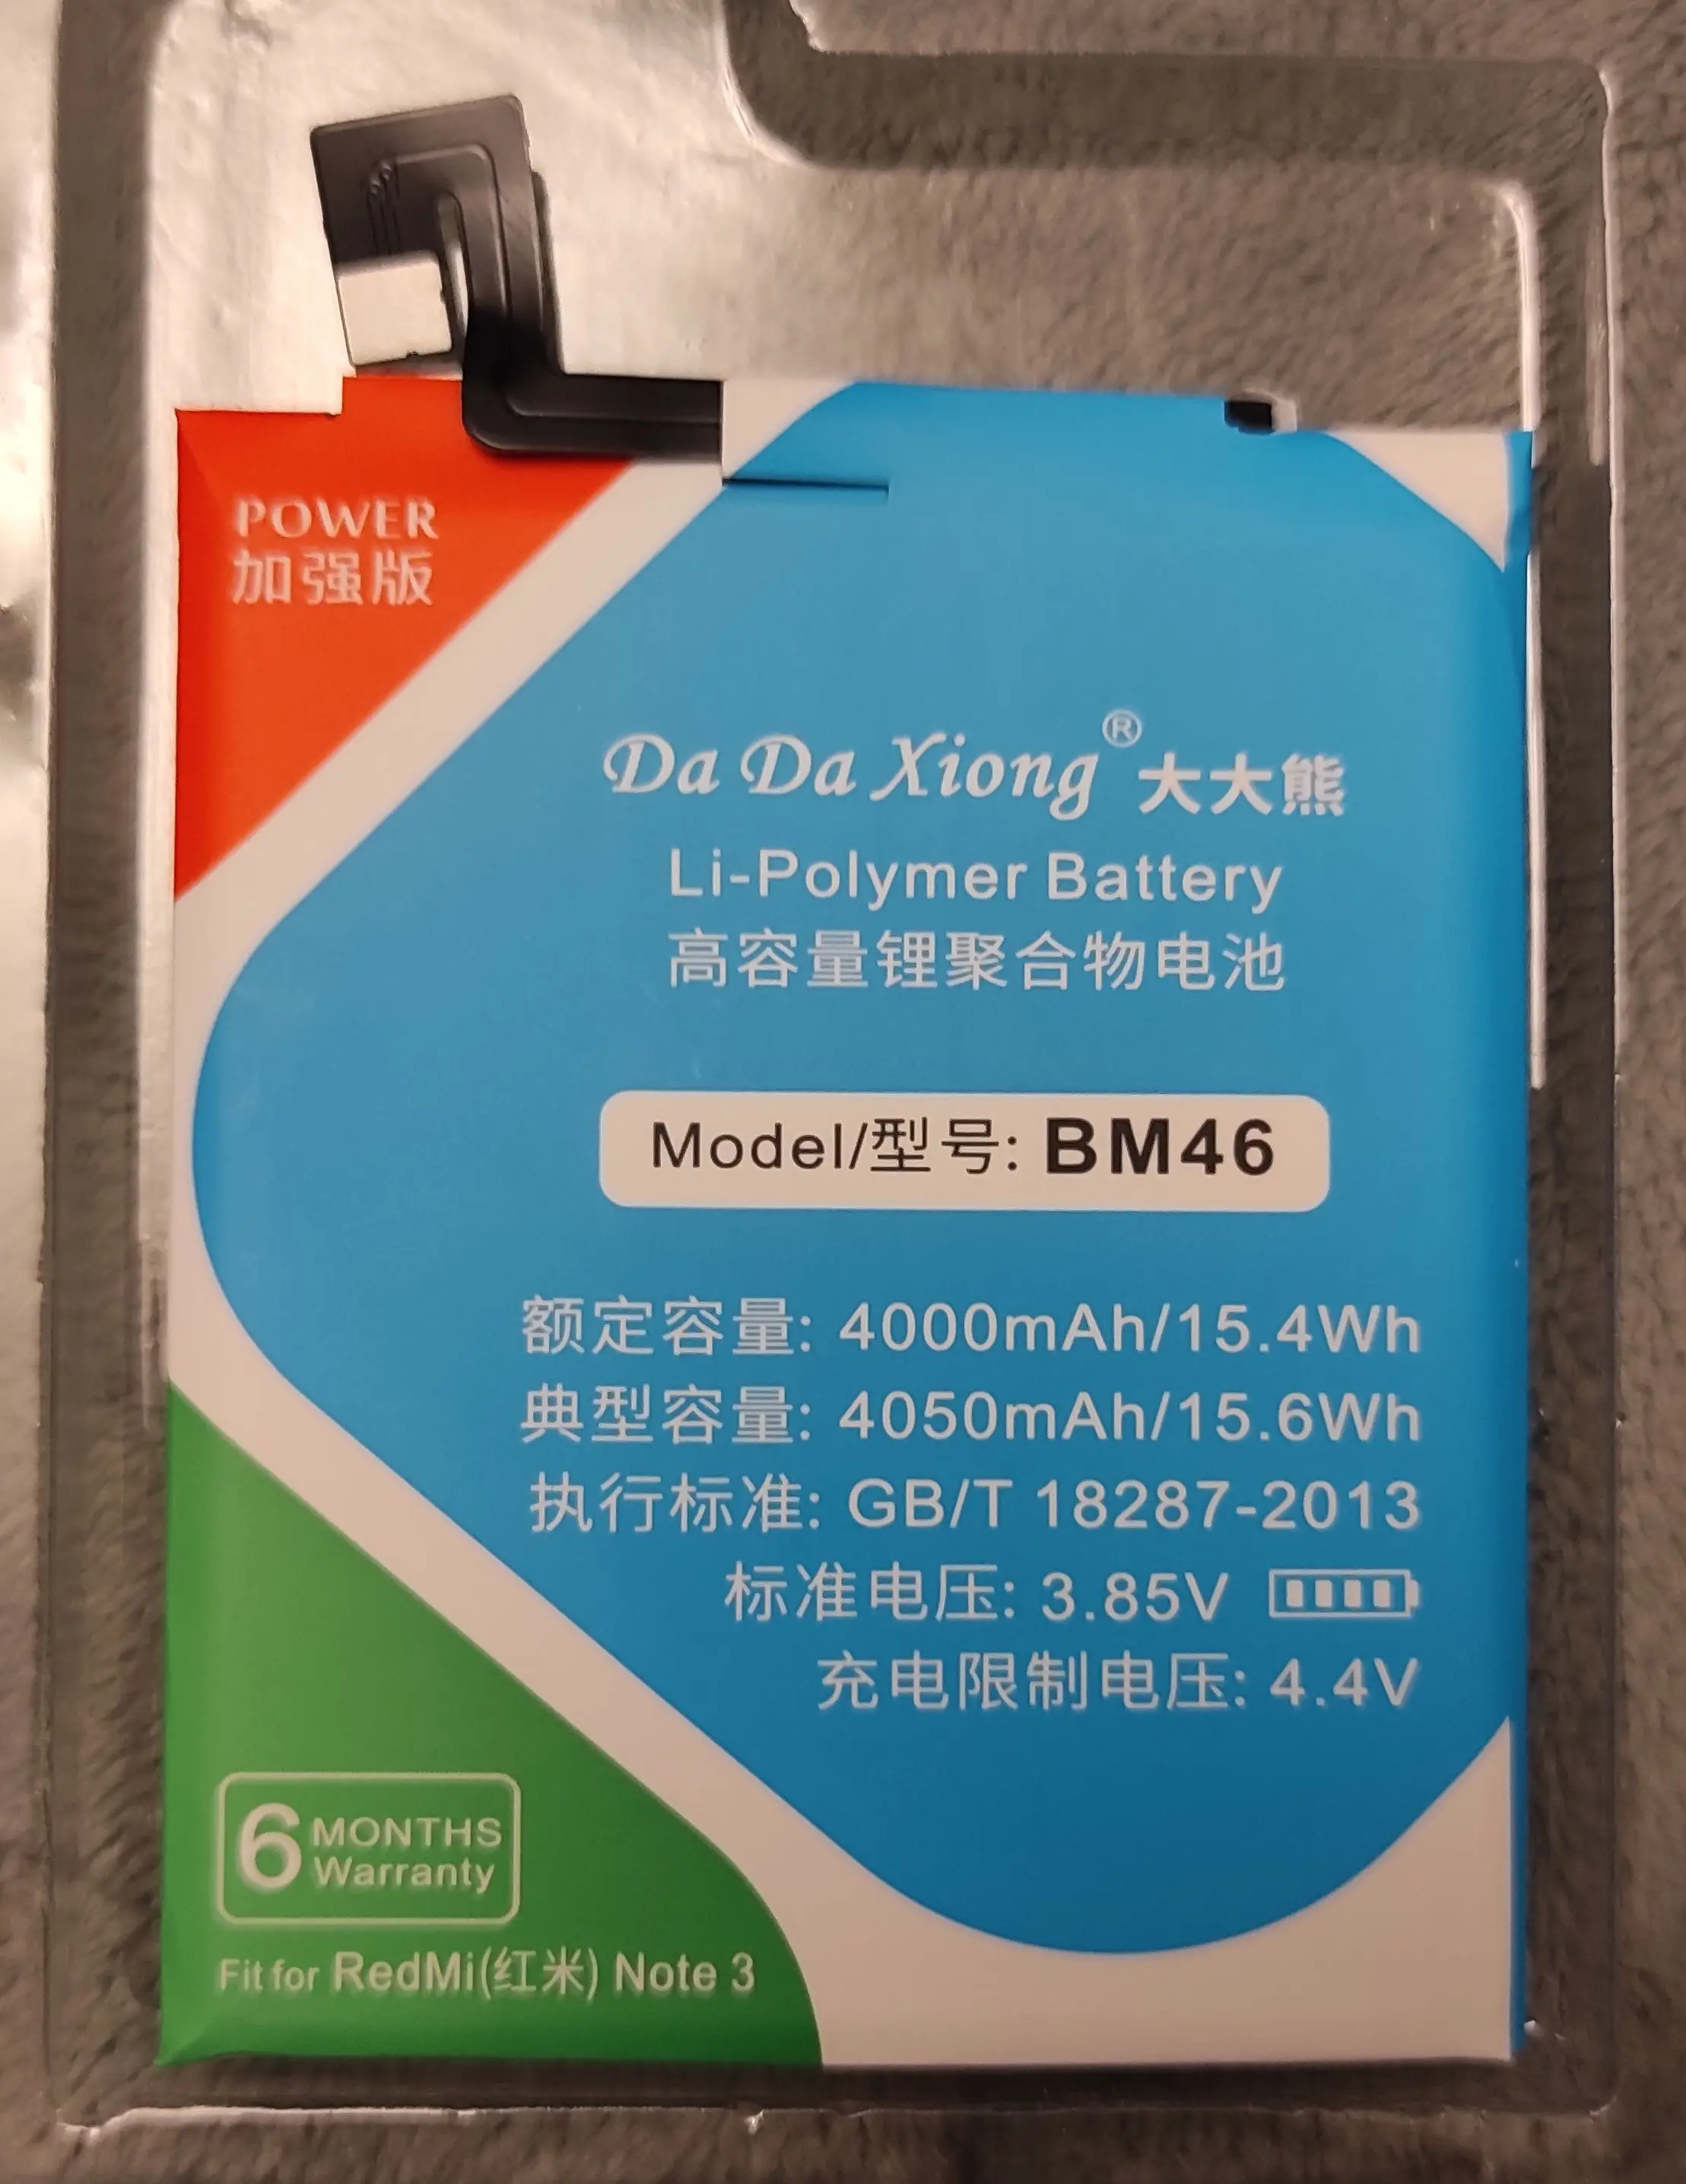 POWER
加强版
Da Da Xiong® 大大熊
Li-Polymer Battery
高容量锂聚合物电池
Model/型号: BM46
额定容量: 4000mAh/15.4Wh
典型容量: 4050mAh/15.6Wh
执行标准: GB/T 18287-2013
标准电压: 3.85V
充电限制电压: 4.4V
6 MONTHS
Warranty
Fit for RedMi(红米) Note 3